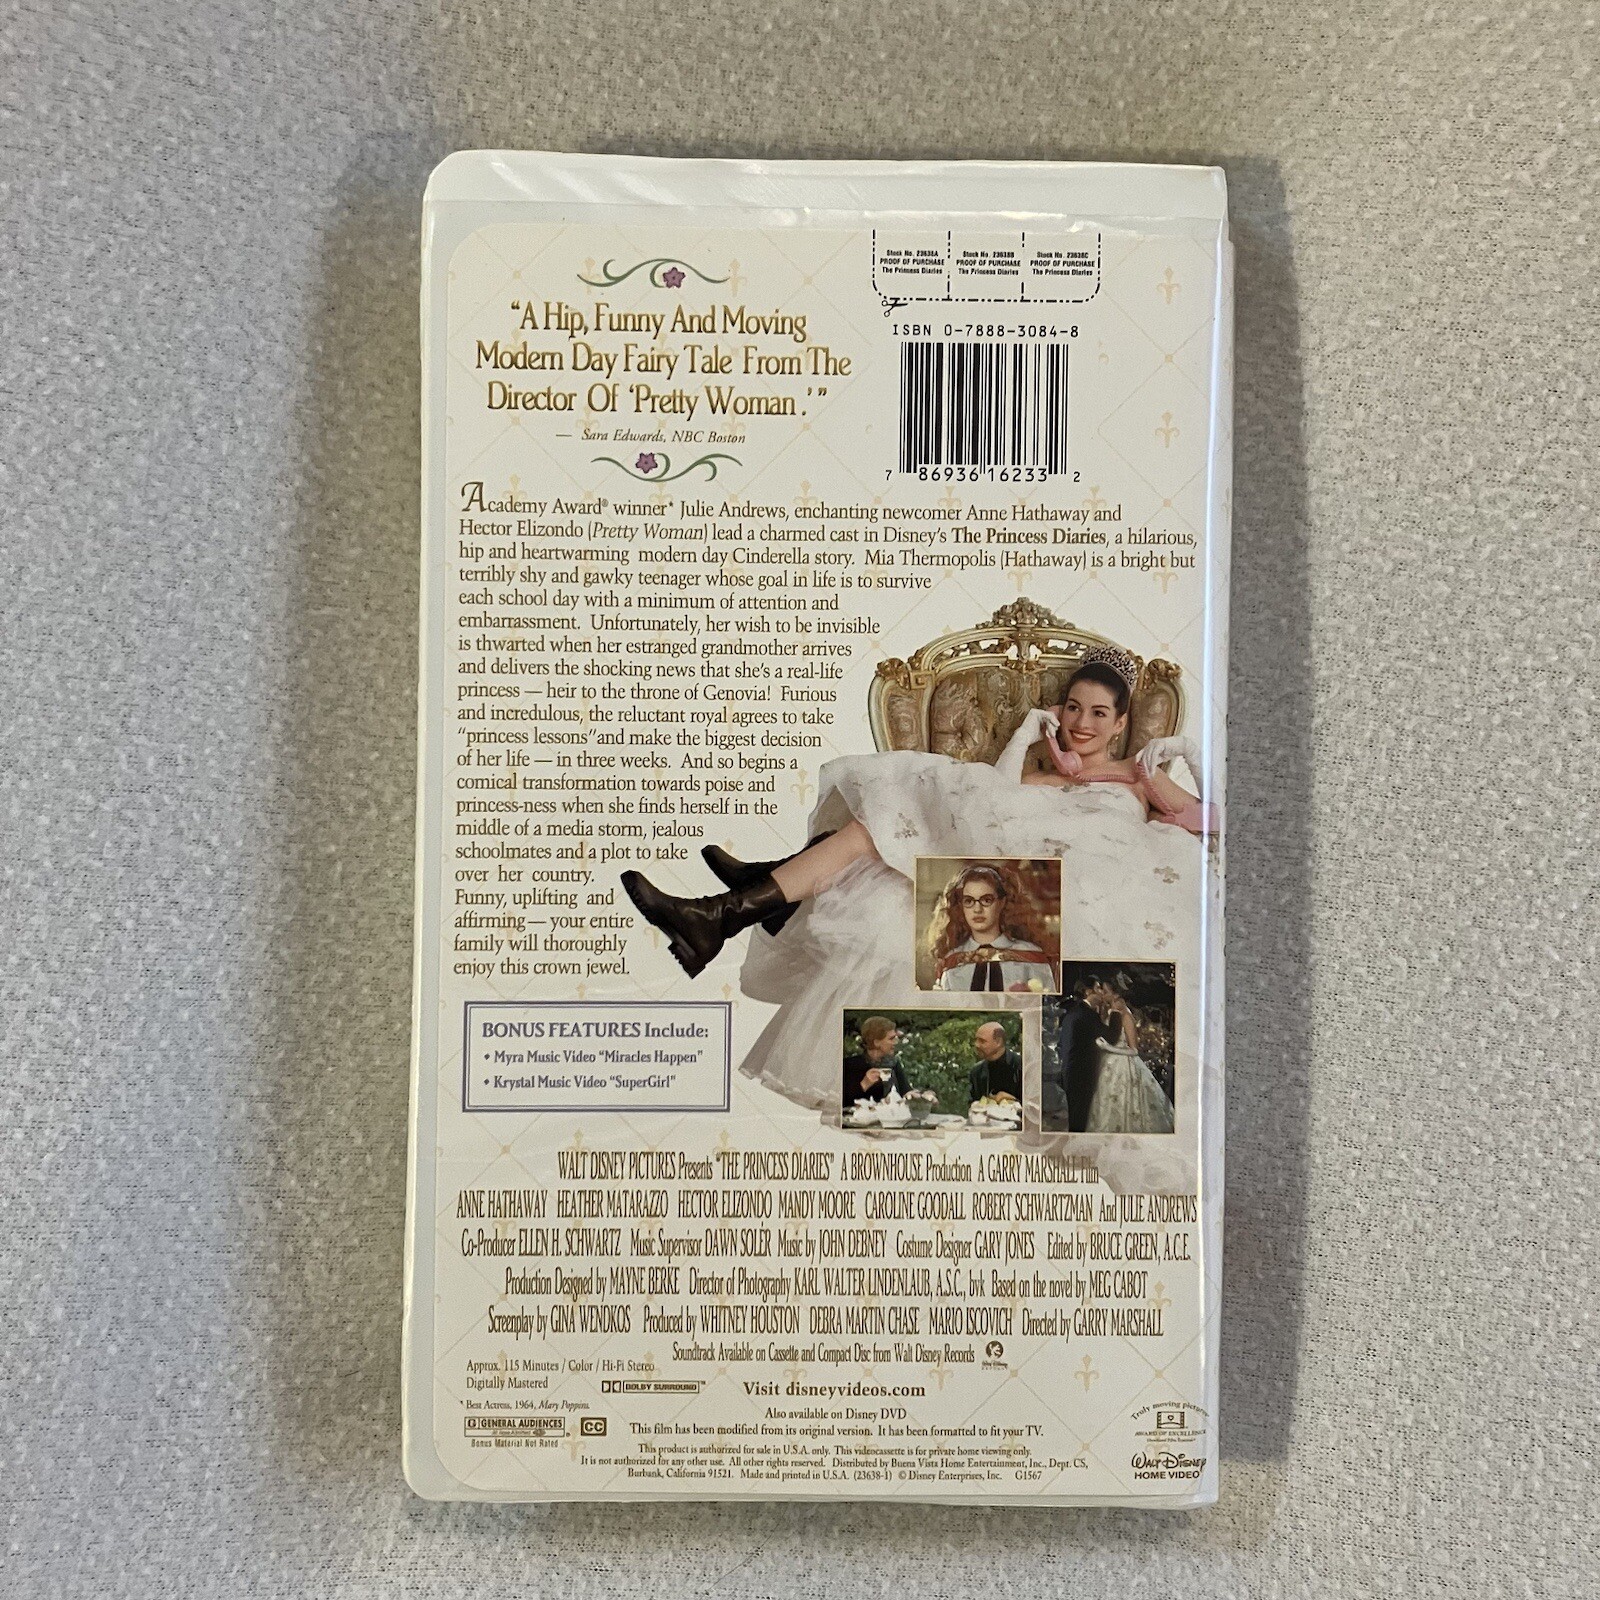 Stock No. 23638A
PROOF OF PURCHASE
The Princess Diaries
Stock No. 23638B
PROOF OF PURCHASE
The Princess Diaries
Stock No. 23638C
PROOF OF PURCHASE
The Princess Diaries
“A Hip, Funny And Moving
Modern Day Fairy Tale From The
Director Of ‘Pretty Woman.’”
— Sara Edwards, NBC Boston
ISBN 0-7888-3084-8
7 86936 16233 2
Academy Award® winner* Julie Andrews, enchanting newcomer Anne Hathaway and
Hector Elizondo (Pretty Woman) lead a charmed cast in Disney's The Princess Diaries, a hilarious,
hip and heartwarming modern day Cinderella story. Mia Thermopolis (Hathaway) is a bright but
terribly shy and gawky teenager whose goal in life is to survive
each school day with a minimum of attention and
embarrassment. Unfortunately, her wish to be invisible
is thwarted when her estranged grandmother arrives
and delivers the shocking news that she's a real-life
princess — heir to the throne of Genovia! Furious
and incredulous, the reluctant royal agrees to take
“princess lessons”and make the biggest decision
of her life — in three weeks. And so begins a
comical transformation towards poise and
princess-ness when she finds herself in the
middle of a media storm, jealous
schoolmates and a plot to take
over her country.
Funny, uplifting and
affirming— your entire
family will thoroughly
enjoy this crown jewel.
BONUS FEATURES Include:
• Myra Music Video “Miracles Happen”
• Krystal Music Video “SuperGirl”
WALT DISNEY PICTURES Presents “THE PRINCESS DIARIES” A BROWNHOUSE Production A GARRY MARSHALL Film
ANNE HATHAWAY HEATHER MATARAZZO HECTOR ELIZONDO MANDY MOORE CAROLINE GOODALL ROBERT SCHWARTZMAN And JULIE ANDREWS
Co-Producer ELLEN H. SCHWARTZ Music Supervisor DAWN SOLÉR Music by JOHN DEBNEY Costume Designer GARY JONES Edited by BRUCE GREEN, A.C.E.
Production Designed by MAYNE BERKE Director of Photography KARL WALTER LINDENLAUB, A.S.C., bvk Based on the novel by MEG CABOT
Screenplay by GINA WENDKOS Produced by WHITNEY HOUSTON DEBRA MARTIN CHASE MARIO ISCOVICH Directed by GARRY MARSHALL
Soundtrack Available on Cassette and Compact Disc from Walt Disney Records
Approx. 115 Minutes / Color / Hi-Fi Stereo
Digitally Mastered
DOLBY SURROUND™
Visit disneyvideos.com
* Best Actress, 1964, Mary Poppins
Also available on Disney DVD
G GENERAL AUDIENCES
CC
This film has been modified from its original version. It has been formatted to fit your TV.
Bonus Material Not Rated
This product is authorized for sale in U.S.A. only. This videocassette is for private home viewing only.
It is not authorized for any other use. All other rights reserved. Distributed by Buena Vista Home Entertainment, Inc., Dept. CS,
Burbank, California 91521. Made and printed in U.S.A. (23638-1) © Disney Enterprises, Inc. G1567
Truly moving picture
AWARD OF EXCELLENCE
WALT DISNEY
HOME VIDEO